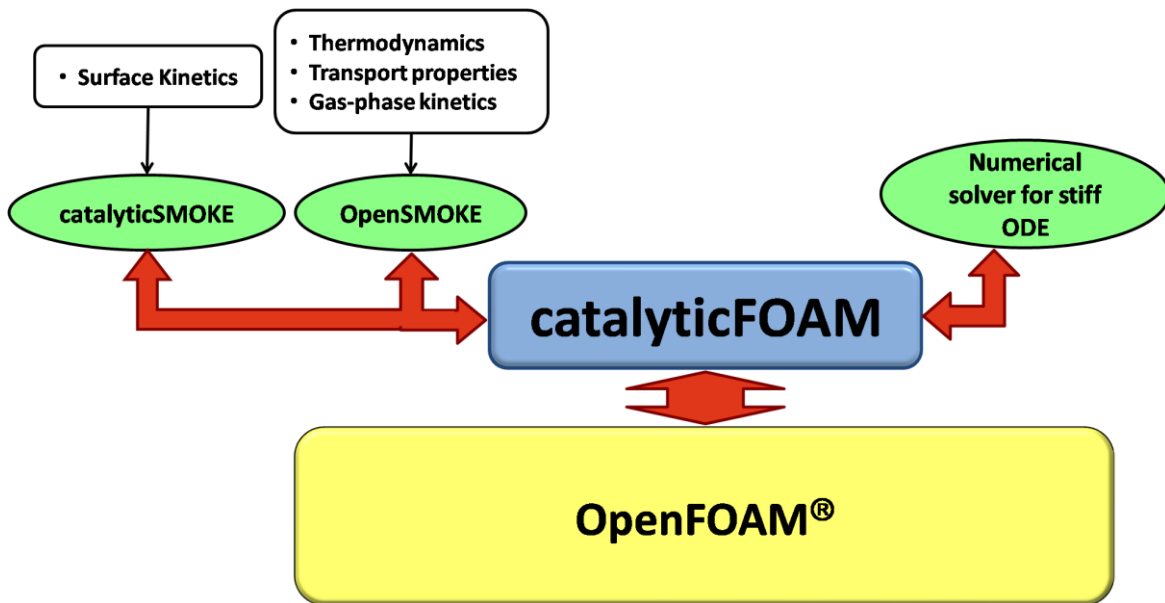 • Surface Kinetics
• Thermodynamics
• Transport properties
• Gas-phase kinetics
catalyticSMOKE
OpenSMOKE
Numerical
solver for stiff
ODE
catalyticFOAM
OpenFOAM®